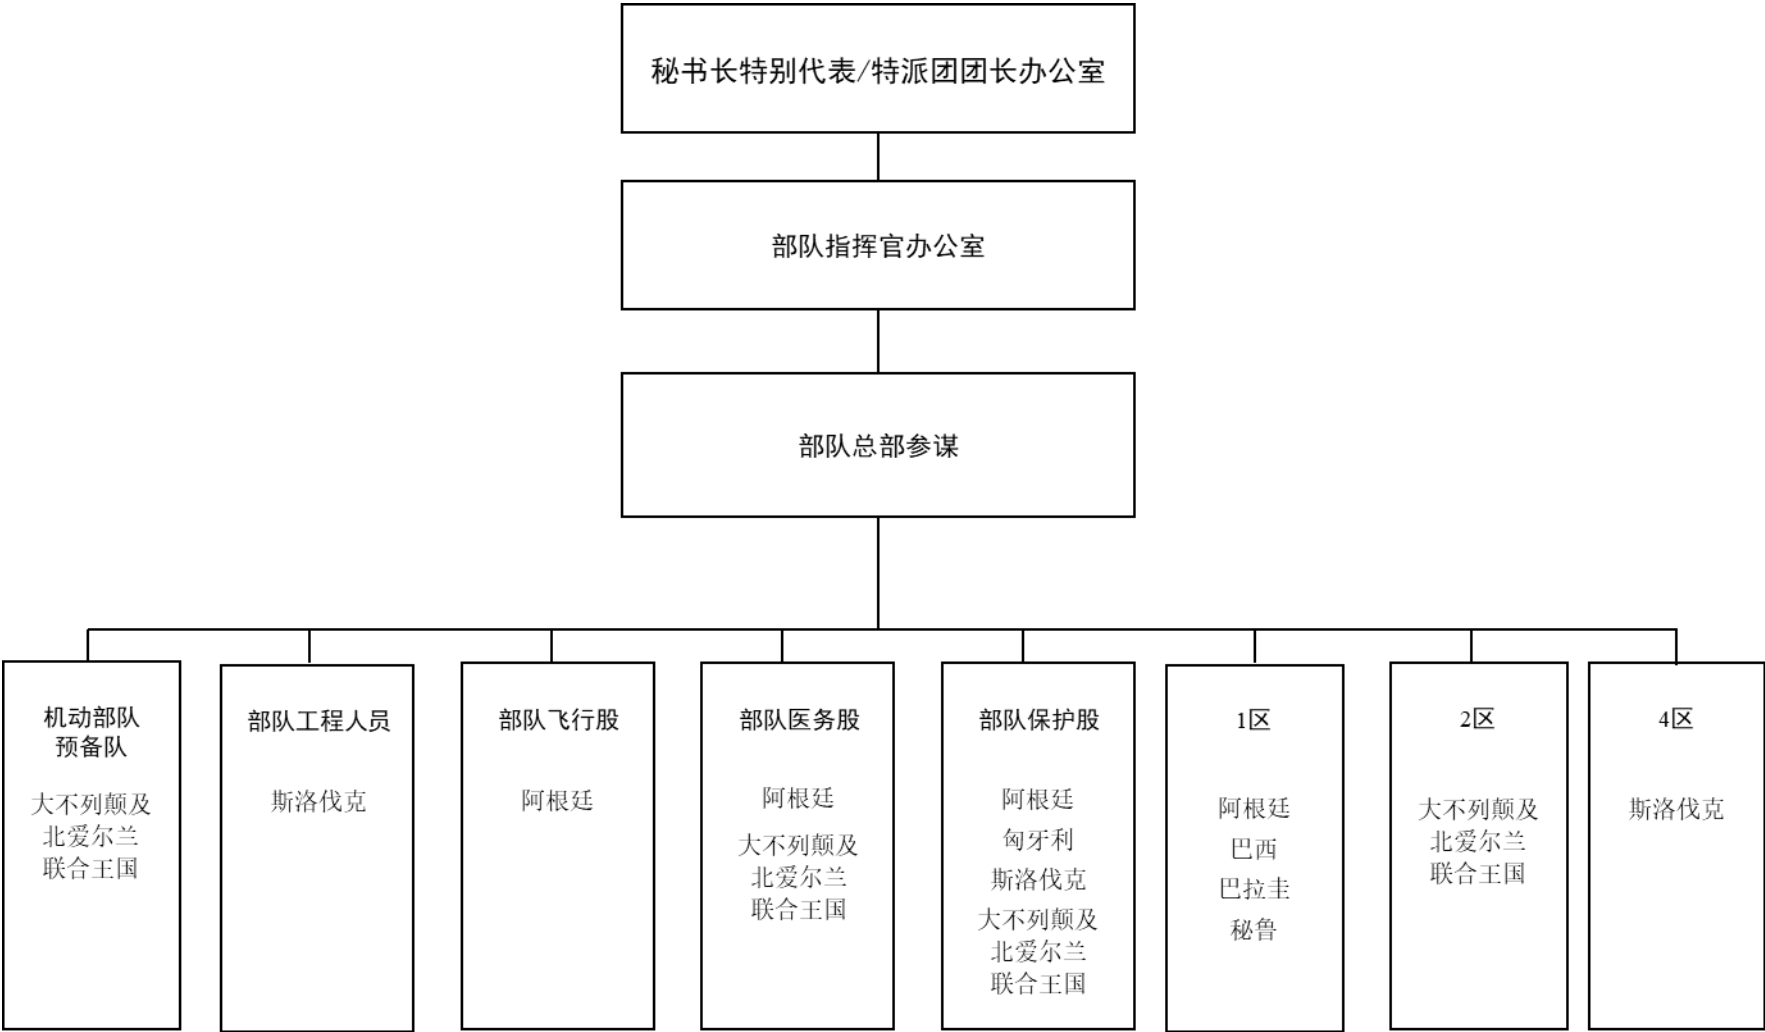 秘书长特别代表/特派团团长办公室
部队指挥官办公室
部队总部参谋
机动部队
预备队
大不列颠及
北爱尔兰
联合王国
部队工程人员
斯洛伐克
部队飞行股
阿根廷
部队医务股
阿根廷
大不列颠及
北爱尔兰
联合王国
部队保护股
阿根廷
匈牙利
斯洛伐克
大不列颠及
北爱尔兰
联合王国
1区
阿根廷
巴西
巴拉圭
秘鲁
2区
大不列颠及
北爱尔兰
联合王国
4区
斯洛伐克